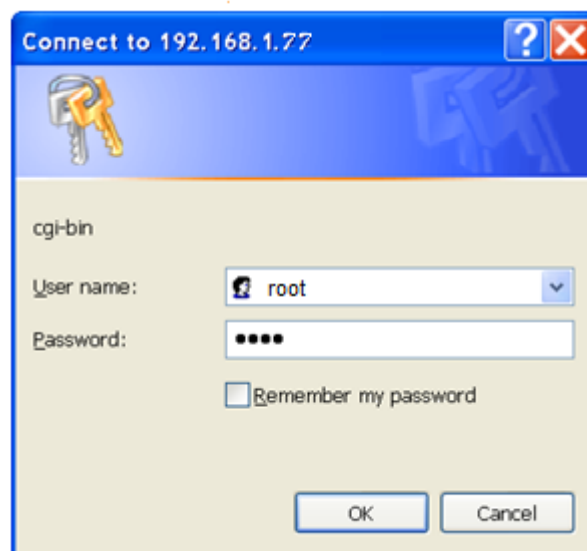 Connect to 192.168.1.77
cgi-bin
User name:
root
Password:
••••
Remember my password
OK
Cancel